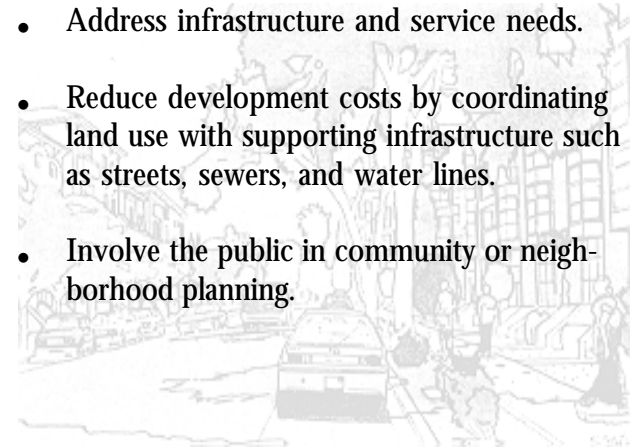 • Address infrastructure and service needs.
• Reduce development costs by coordinating
land use with supporting infrastructure such
as streets, sewers, and water lines.
• Involve the public in community or neigh-
borhood planning.